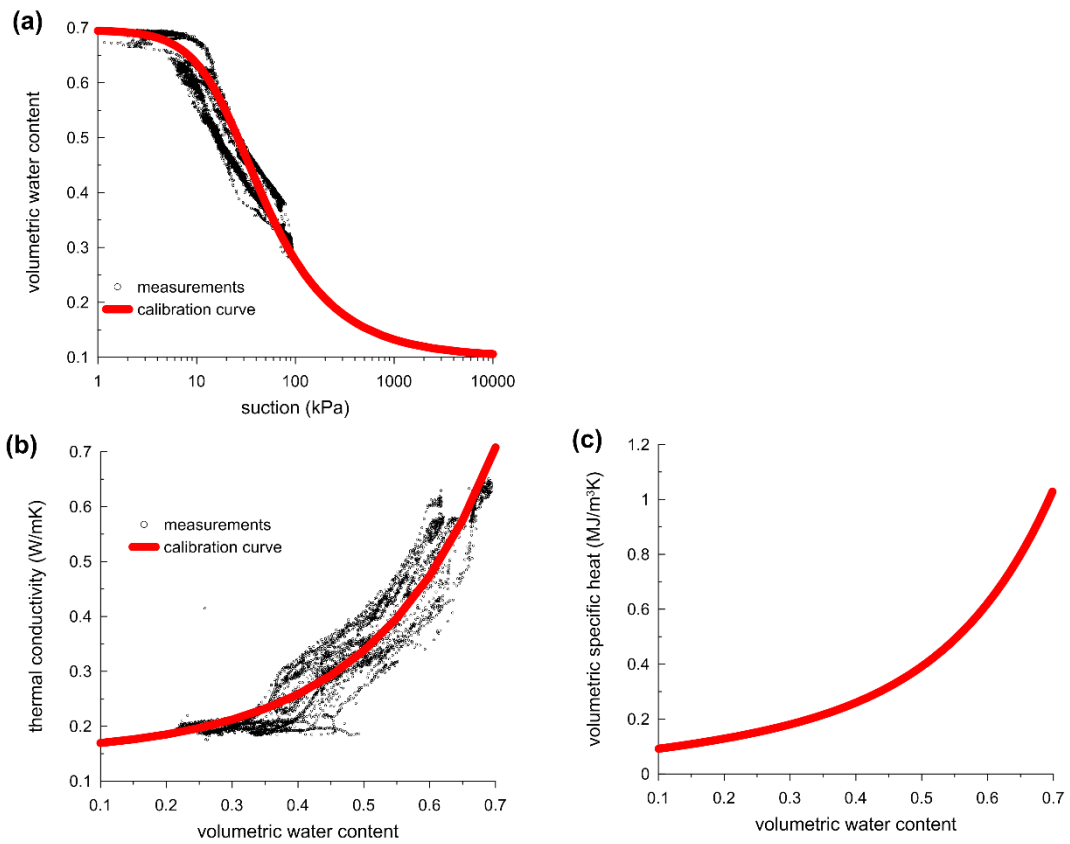 (a)
volumetric water content
0.7
0.6
0.5
0.4
0.3
0.2
0.1
measurements
calibration curve
1 10 100 1000 10000
suction (kPa)
(b)
thermal conductivity (W/mK)
0.7
0.6
0.5
0.4
0.3
0.2
0.1
measurements
calibration curve
0.1 0.2 0.3 0.4 0.5 0.6 0.7
volumetric water content
(c)
volumetric specific heat (MJ/m³K)
1.2
1
0.8
0.6
0.4
0.2
0
0.1 0.2 0.3 0.4 0.5 0.6 0.7
volumetric water content